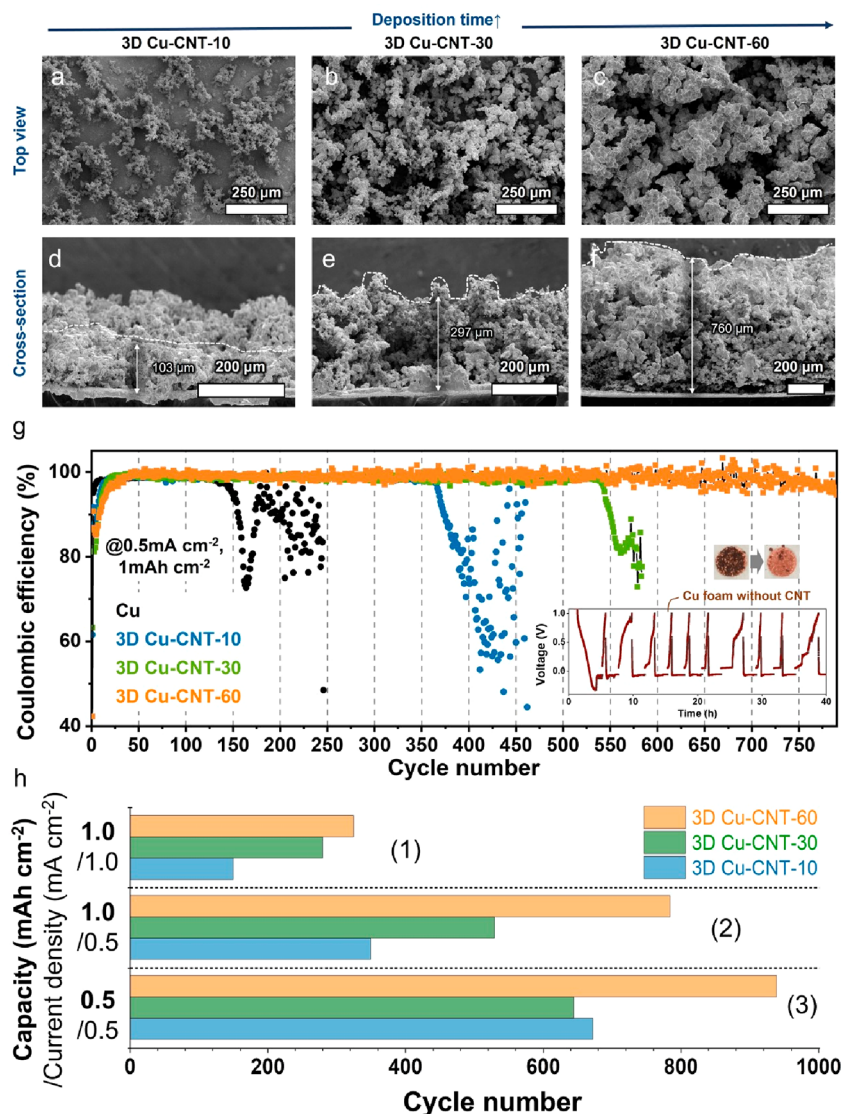 Deposition time↑
3D Cu-CNT-10
3D Cu-CNT-30
3D Cu-CNT-60
Top view
a
250 µm
b
250 µm
c
250 µm
Cross-section
d
103 µm
200 µm
e
297 µm
200 µm
f
760 µm
200 µm
g
Coulombic efficiency (%)
100
80
60
40
@0.5mA cm⁻²,
1mAh cm⁻²
Cu
3D Cu-CNT-10
3D Cu-CNT-30
3D Cu-CNT-60
Cu foam without CNT
Voltage (V)
1.0
0.5
0.0
0 10 20 30 40
Time (h)
0 50 100 150 200 250 300 350 400 450 500 550 600 650 700 750
Cycle number
h
Capacity (mAh cm⁻²)
/Current density (mA cm⁻²)
1.0
/1.0
(1)
1.0
/0.5
(2)
0.5
/0.5
(3)
3D Cu-CNT-60
3D Cu-CNT-30
3D Cu-CNT-10
0 200 400 600 800 1000
Cycle number